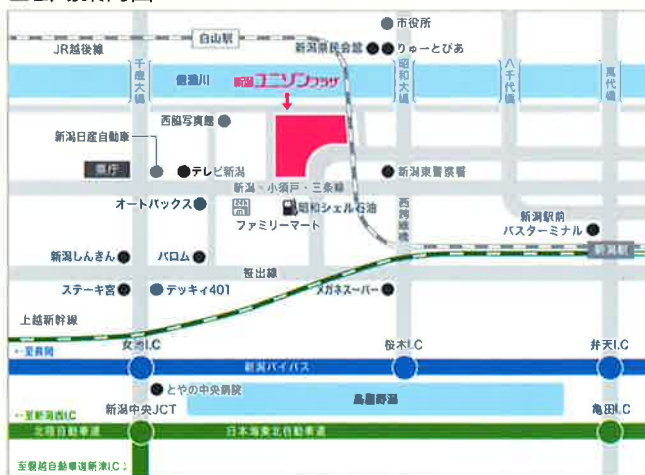 市役所
白山駅
新潟県民会館
りゅーとぴあ
JR越後線
千歳大橋
信濃川
新潟ユニゾンプラザ
昭和大橋
八千代橋
萬代橋
西脇写真館
新潟日産自動車
県庁
テレビ新潟
新潟東警察署
新潟・小須戸・三条線
オートバックス
昭和シェル石油
ファミリーマート
西跨線橋
新潟駅前
バスターミナル
新潟駅
新潟しんきん
バロム
笹出線
ステーキ宮
デッキィ401
メガネスーパー
上越新幹線
女池I.C
桜木I.C
弁天I.C
←至長岡
新潟バイパス
とやの中央病院
鳥屋野潟
新潟中央JCT
亀田I.C
←至新潟西I.C
北陸自動車道
日本海東北自動車道
至磐越自動車道新津I.C↓